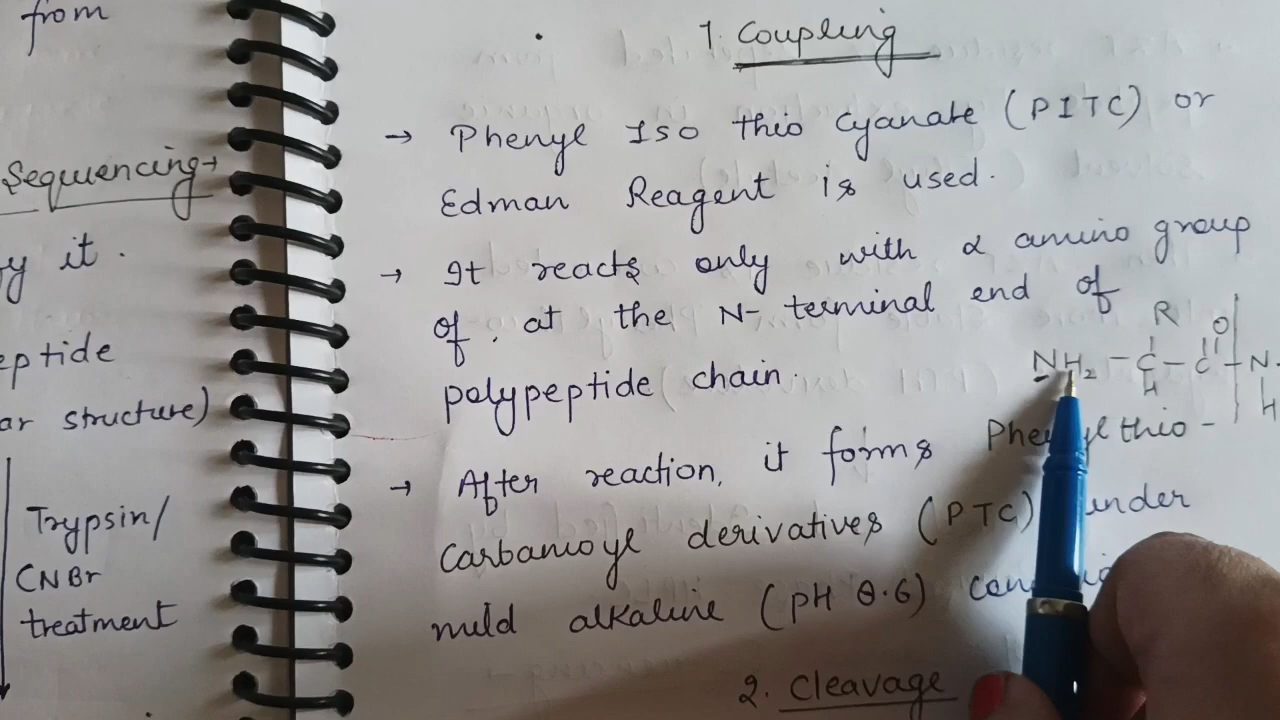 from
Sequencing→
by it.
eptide
ar structure)
Trypsin/
CNBr
treatment
1. Coupling
→ Phenyl Iso thio Cyanate (PITC) or
Edman Reagent is used.
→ It reacts only with α amino group
of, at the N- terminal end of
polypeptide chain.
R O
NH2 - C - C - N-
H H
→ After reaction, it forms Phenyl thio -
Carbamoyl derivatives (PTC) under
mild alkaline (pH 8.6)
2. Cleavage